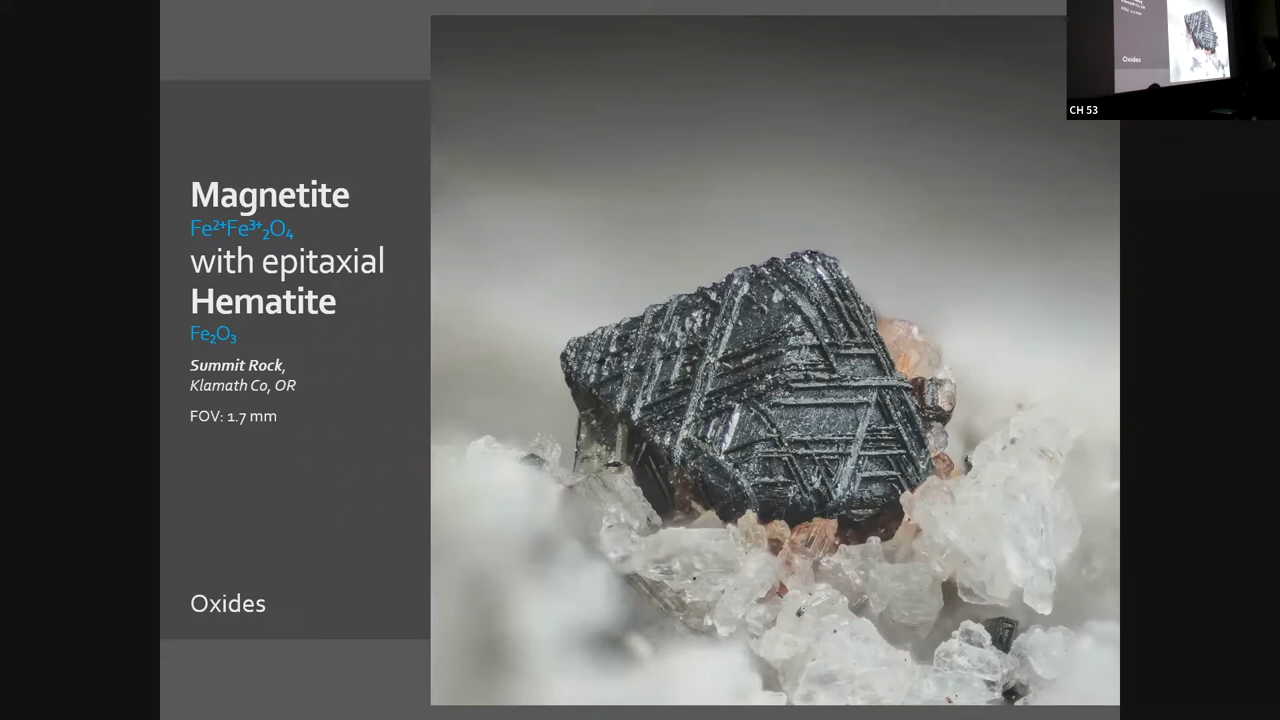 Magnetite
Fe²⁺Fe³⁺₂O₄
with epitaxial
Hematite
Fe₂O₃
Summit Rock,
Klamath Co, OR
FOV: 1.7 mm
Oxides
Oxides
CH 53